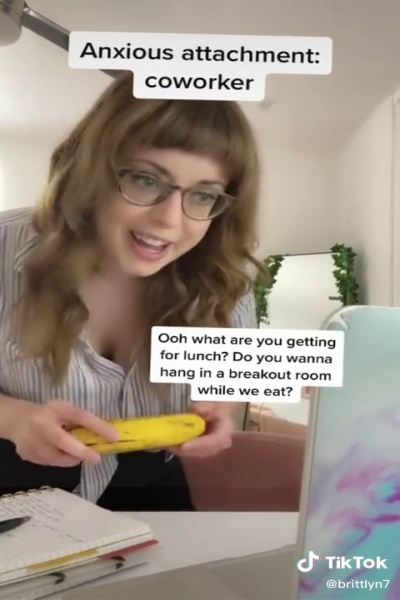 Anxious attachment:
coworker
Ooh what are you getting
for lunch? Do you wanna
hang in a breakout room
while we eat?
TikTok
@brittlyn7